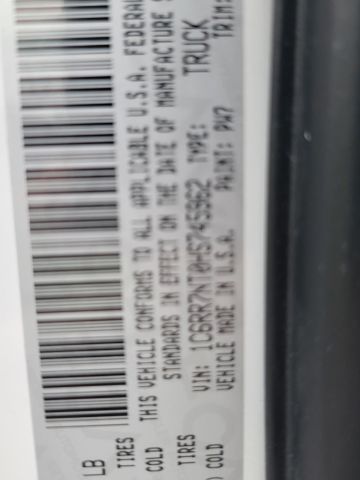 LB
TIRES
COLD
TIRES
) COLD
THIS VEHICLE CONFORMS TO ALL APPLICABLE U.S.A. FEDERAL
STANDARDS IN EFFECT ON THE DATE OF MANUFACTURE S
VIN: 1C6RR7NT0HS745962 TYPE: TRUCK
VEHICLE MADE IN U.S.A. PAINT: PW7 TRIM: